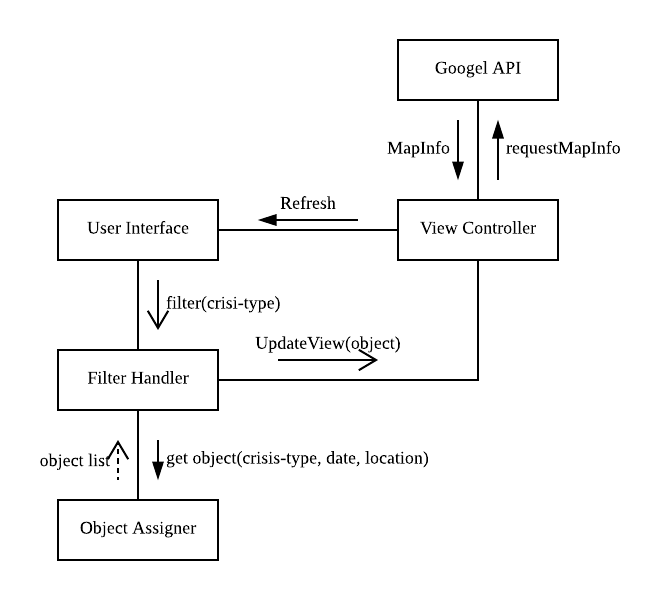 Googel API
MapInfo
requestMapInfo
Refresh
User Interface
View Controller
filter(crisi-type)
UpdateView(object)
Filter Handler
object list
get object(crisis-type, date, location)
Object Assigner